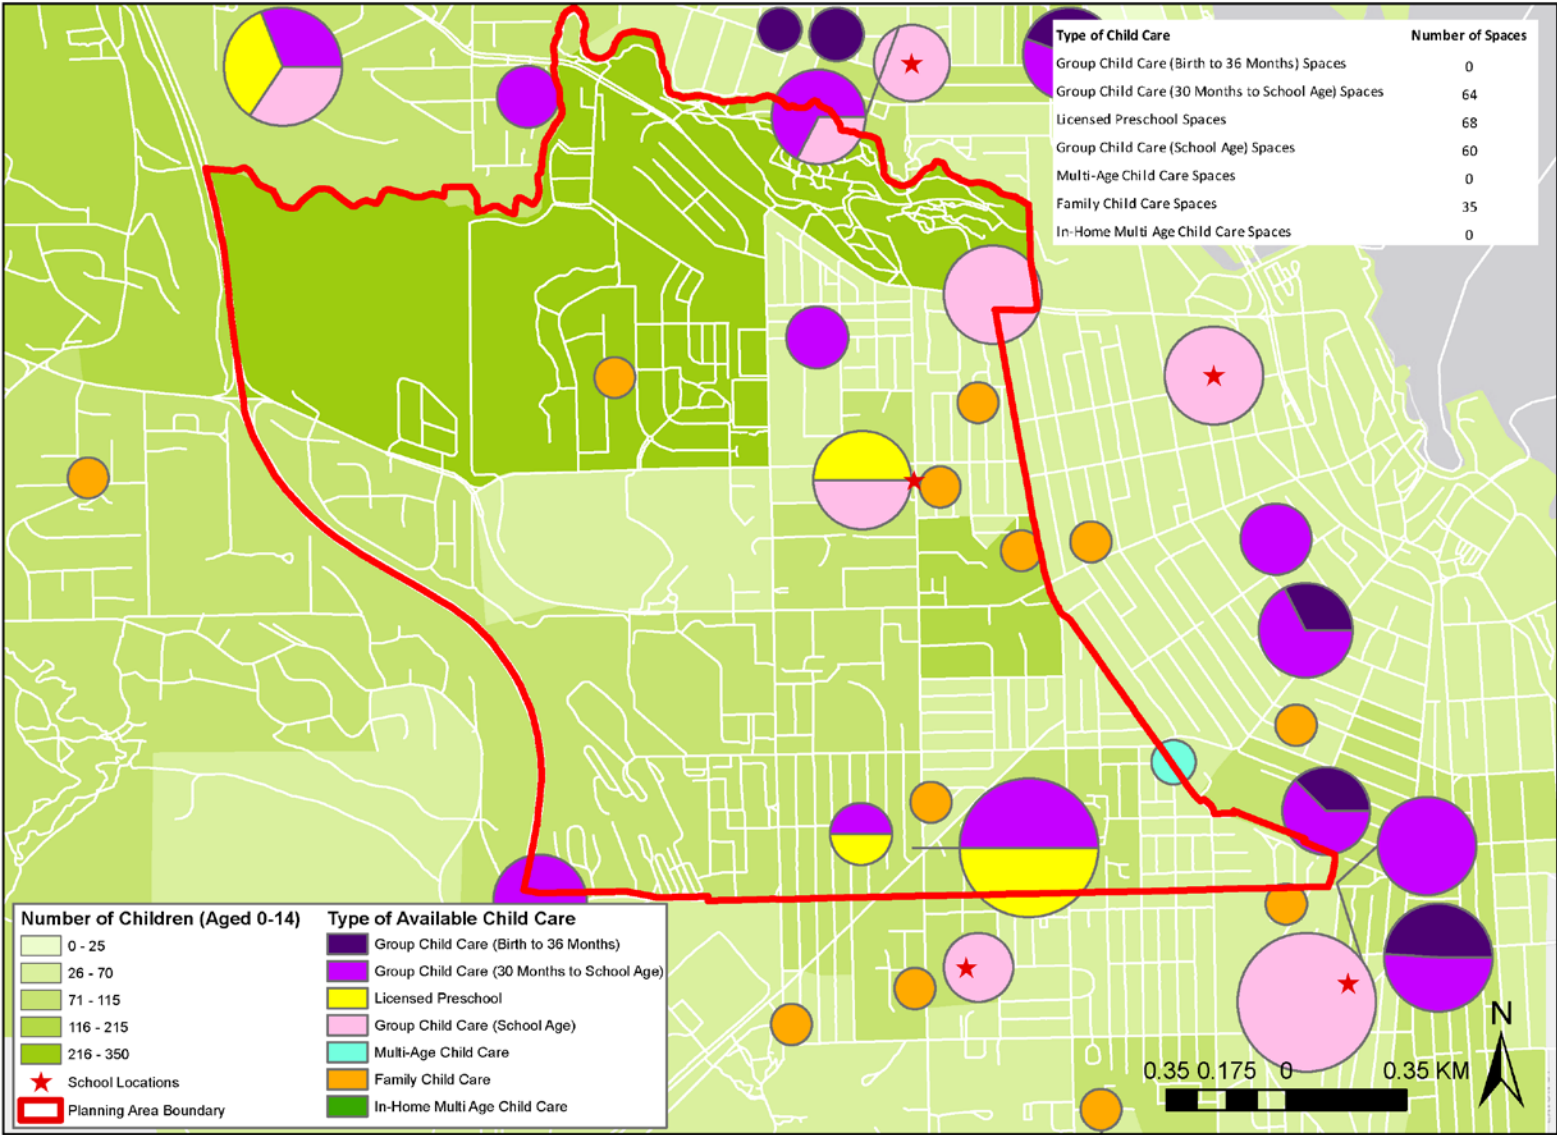 Type of Child Care Number of Spaces
Group Child Care (Birth to 36 Months) Spaces 0
Group Child Care (30 Months to School Age) Spaces 64
Licensed Preschool Spaces 68
Group Child Care (School Age) Spaces 60
Multi-Age Child Care Spaces 0
Family Child Care Spaces 35
In-Home Multi Age Child Care Spaces 0
Number of Children (Aged 0-14)
0 - 25
26 - 70
71 - 115
116 - 215
216 - 350
School Locations
Planning Area Boundary
Type of Available Child Care
Group Child Care (Birth to 36 Months)
Group Child Care (30 Months to School Age)
Licensed Preschool
Group Child Care (School Age)
Multi-Age Child Care
Family Child Care
In-Home Multi Age Child Care
N
0.35 0.175 0 0.35 KM